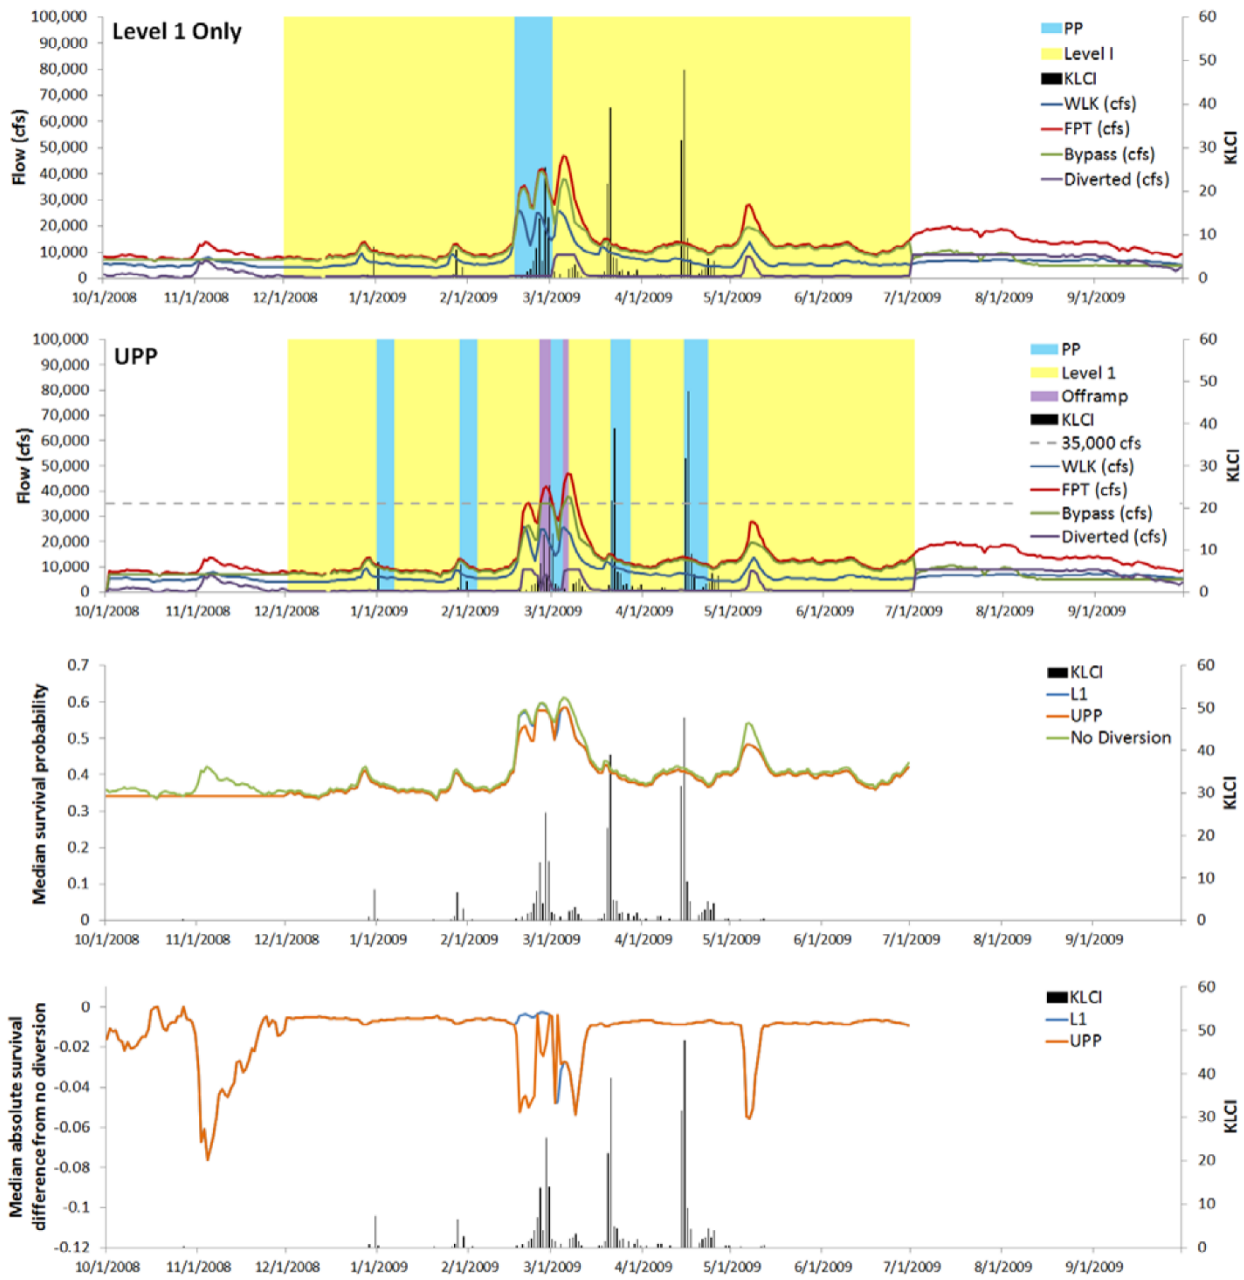 Level 1 Only
Flow (cfs)
100,000
90,000
80,000
70,000
60,000
50,000
40,000
30,000
20,000
10,000
0
10/1/2008 11/1/2008 12/1/2008 1/1/2009 2/1/2009 3/1/2009 4/1/2009 5/1/2009 6/1/2009 7/1/2009 8/1/2009 9/1/2009
PP
Level I
KLCI
WLK (cfs)
FPT (cfs)
Bypass (cfs)
Diverted (cfs)
60
50
40
30
20
10
0
KLCI
UPP
Flow (cfs)
100,000
90,000
80,000
70,000
60,000
50,000
40,000
30,000
20,000
10,000
0
10/1/2008 11/1/2008 12/1/2008 1/1/2009 2/1/2009 3/1/2009 4/1/2009 5/1/2009 6/1/2009 7/1/2009 8/1/2009 9/1/2009
PP
Level 1
Offramp
KLCI
35,000 cfs
WLK (cfs)
FPT (cfs)
Bypass (cfs)
Diverted (cfs)
60
50
40
30
20
10
0
KLCI
Median survival probability
0.7
0.6
0.5
0.4
0.3
0.2
0.1
0
10/1/2008 11/1/2008 12/1/2008 1/1/2009 2/1/2009 3/1/2009 4/1/2009 5/1/2009 6/1/2009 7/1/2009 8/1/2009 9/1/2009
KLCI
L1
UPP
No Diversion
60
50
40
30
20
10
0
KLCI
Median absolute survival
difference from no diversion
0
-0.02
-0.04
-0.06
-0.08
-0.1
-0.12
10/1/2008 11/1/2008 12/1/2008 1/1/2009 2/1/2009 3/1/2009 4/1/2009 5/1/2009 6/1/2009 7/1/2009 8/1/2009 9/1/2009
KLCI
L1
UPP
60
50
40
30
20
10
0
KLCI